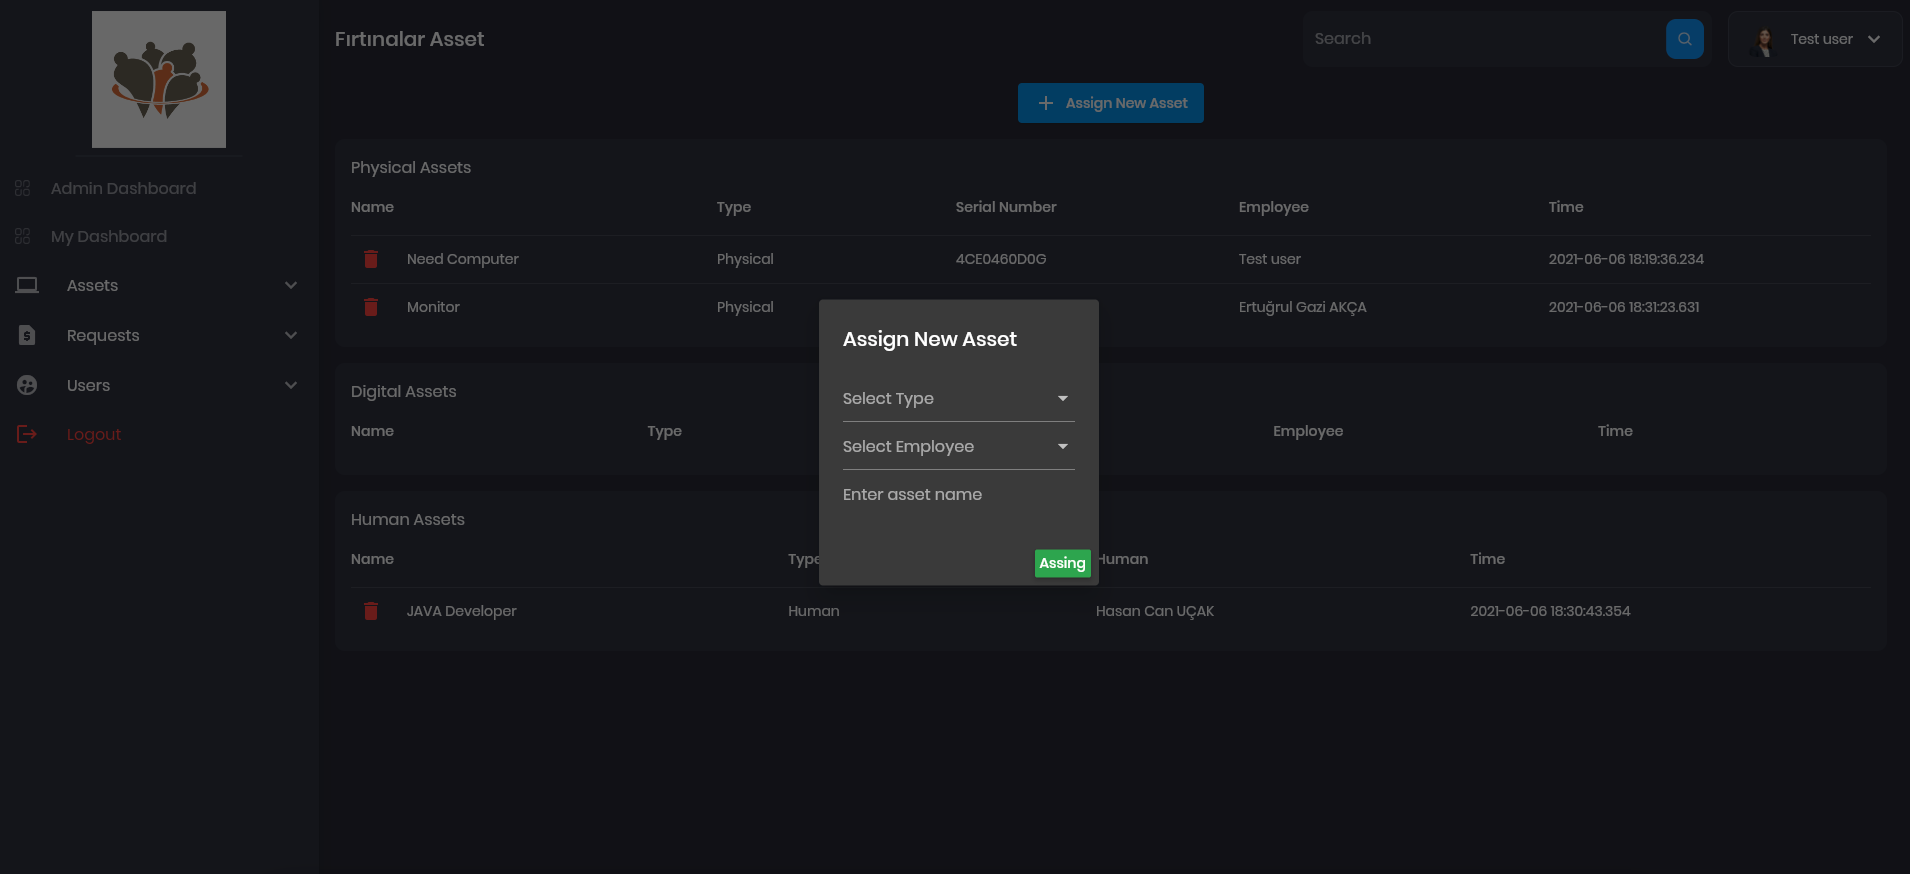 Fırtınalar Asset
Search
Test user
Assign New Asset
Admin Dashboard
My Dashboard
Assets
Requests
Users
Logout
Physical Assets
Name Type Serial Number Employee Time
Need Computer Physical 4CE0460D0G Test user 2021-06-06 18:19:36.234
Monitor Physical Ertuğrul Gazi AKÇA 2021-06-06 18:31:23.631
Digital Assets
Name Type Employee Time
Human Assets
Name Type Human Time
JAVA Developer Human Hasan Can UÇAK 2021-06-06 18:30:43.354
Assign New Asset
Select Type
Select Employee
Enter asset name
Assing